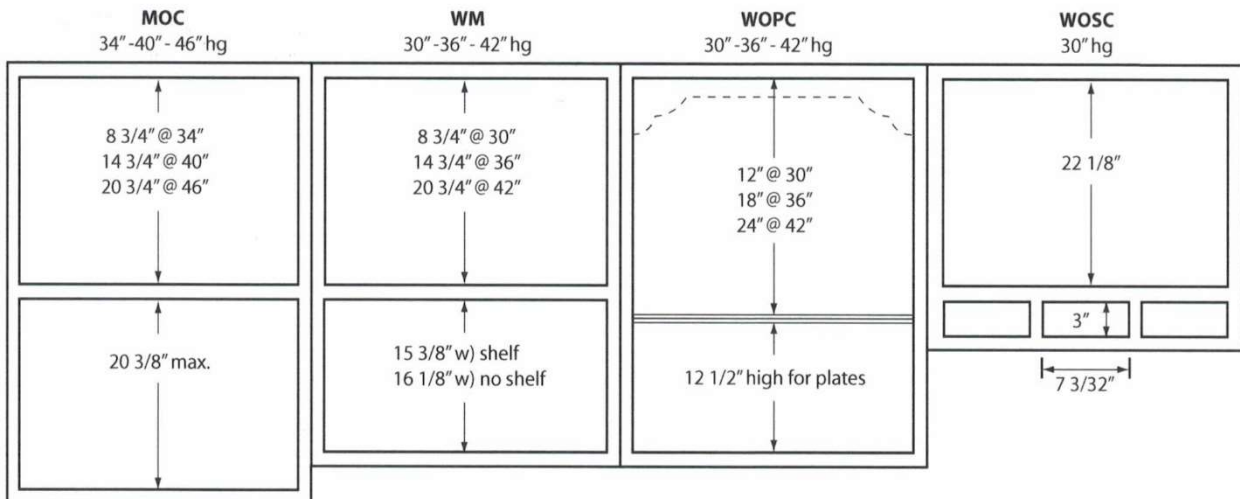 MOC
34" -40" - 46" hg
8 3/4" @ 34"
14 3/4" @ 40"
20 3/4" @ 46"
20 3/8" max.
WM
30" -36" - 42" hg
8 3/4" @ 30"
14 3/4" @ 36"
20 3/4" @ 42"
15 3/8" w) shelf
16 1/8" w) no shelf
WOPC
30" -36" - 42" hg
12" @ 30"
18" @ 36"
24" @ 42"
12 1/2" high for plates
WOSC
30" hg
22 1/8"
3"
7 3/32"